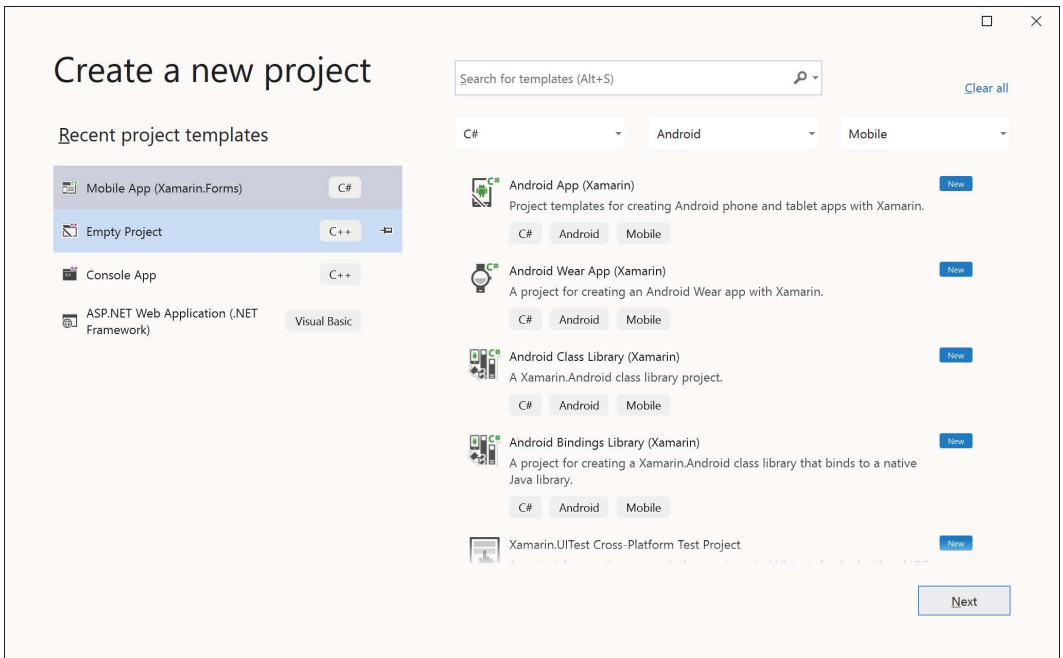 Create a new project
Search for templates (Alt+S)
Clear all
Recent project templates
C#
Android
Mobile
Mobile App (Xamarin.Forms)
C#
Empty Project
C++
Console App
C++
ASP.NET Web Application (.NET
Framework)
Visual Basic
Android App (Xamarin)
New
Project templates for creating Android phone and tablet apps with Xamarin.
C# Android Mobile
Android Wear App (Xamarin)
New
A project for creating an Android Wear app with Xamarin.
C# Android Mobile
Android Class Library (Xamarin)
New
A Xamarin.Android class library project.
C# Android Mobile
Android Bindings Library (Xamarin)
New
A project for creating a Xamarin.Android class library that binds to a native
Java library.
C# Android Mobile
Xamarin.UITest Cross-Platform Test Project
New
Next